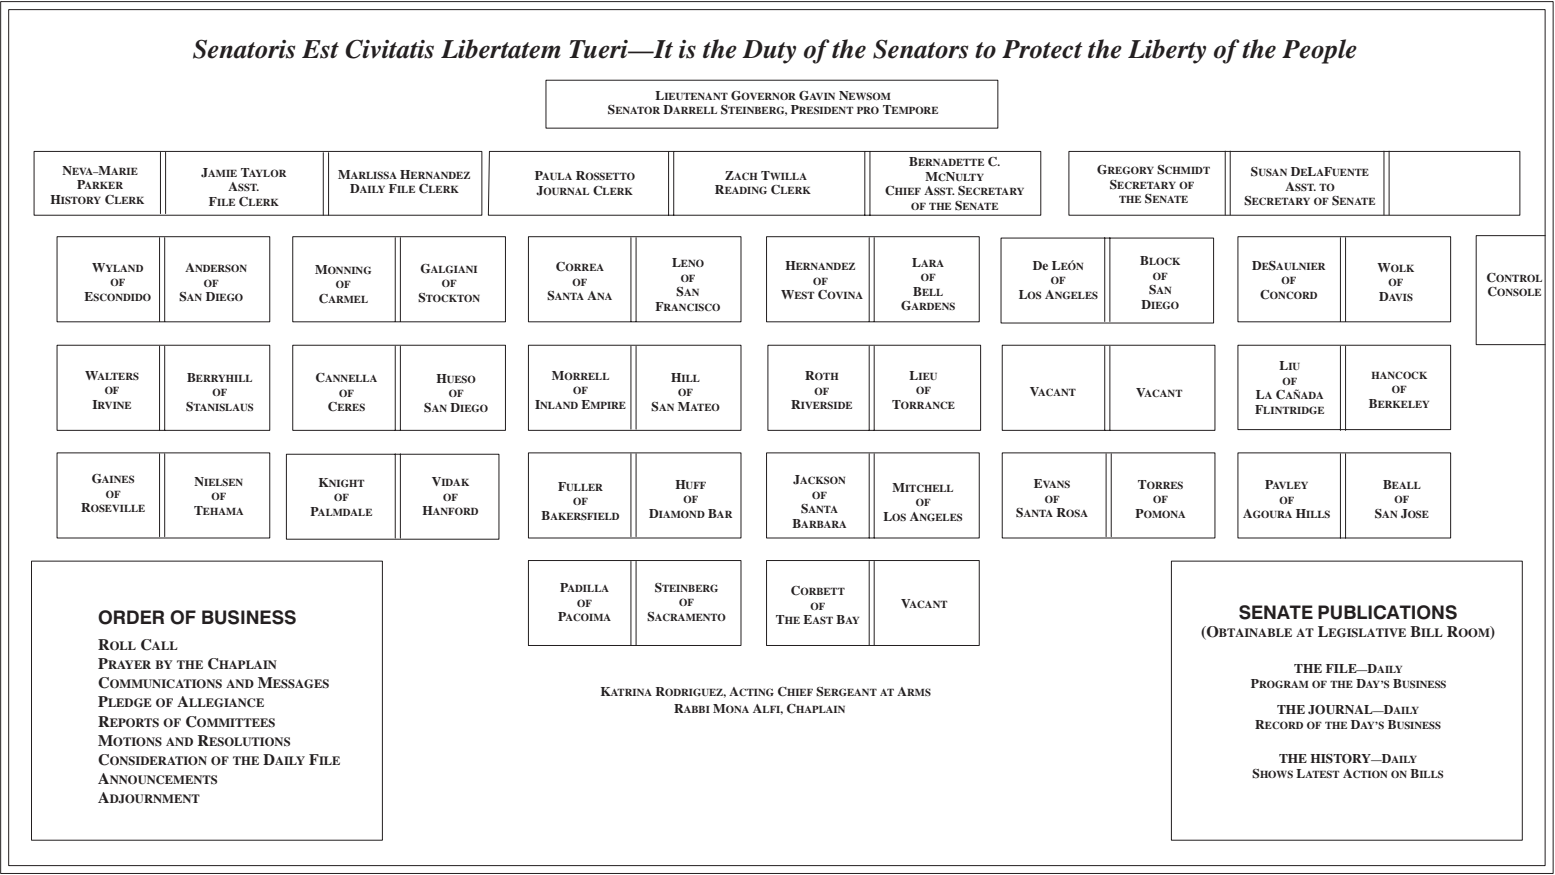 Senatoris Est Civitatis Libertatem Tueri—It is the Duty of the Senators to Protect the Liberty of the People
Lieutenant Governor Gavin Newsom
Senator Darrell Steinberg, President pro Tempore
Neva–Marie
Parker
History Clerk
Jamie Taylor
Asst.
File Clerk
Marlissa Hernandez
Daily File Clerk
Paula Rossetto
Journal Clerk
Zach Twilla
Reading Clerk
Bernadette C.
McNulty
Chief Asst. Secretary
of the Senate
Gregory Schmidt
Secretary of
the Senate
Susan DeLaFuente
Asst. to
Secretary of Senate
Wyland
of
Escondido
Anderson
of
San Diego
Monning
of
Carmel
Galgiani
of
Stockton
Correa
of
Santa Ana
Leno
of
San
Francisco
Hernandez
of
West Covina
Lara
of
Bell
Gardens
De León
of
Los Angeles
Block
of
San
Diego
DeSaulnier
of
Concord
Wolk
of
Davis
Control
Console
Walters
of
Irvine
Berryhill
of
Stanislaus
Cannella
of
Ceres
Hueso
of
San Diego
Morrell
of
Inland Empire
Hill
of
San Mateo
Roth
of
Riverside
Lieu
of
Torrance
Vacant
Vacant
Liu
of
La Cañada
Flintridge
hancock
of
Berkeley
Gaines
of
Roseville
Nielsen
of
Tehama
Knight
of
Palmdale
Vidak
of
Hanford
Fuller
of
Bakersfield
Huff
of
Diamond Bar
Jackson
of
Santa
Barbara
Mitchell
of
Los Angeles
Evans
of
Santa Rosa
Torres
of
Pomona
Pavley
of
Agoura Hills
Beall
of
San Jose
Padilla
of
Pacoima
Steinberg
of
Sacramento
Corbett
of
The East Bay
Vacant
ORDER OF BUSINESS
Roll Call
Prayer by the Chaplain
Communications and Messages
Pledge of Allegiance
Reports of Committees
Motions and Resolutions
Consideration of the Daily File
Announcements
Adjournment
Katrina Rodriguez, Acting Chief Sergeant at Arms
Rabbi Mona Alfi, Chaplain
SENATE PUBLICATIONS
(Obtainable at Legislative Bill Room)
THE FILE—Daily
Program of the Day's Business
THE JOURNAL—Daily
Record of the Day's Business
THE HISTORY—Daily
Shows Latest Action on Bills